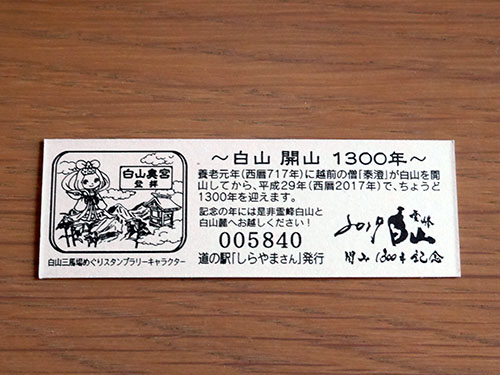 白山奥宮
登拝
白山三馬場めぐりスタンプラリーキャラクター
～白山 開山 1300年～
養老元年(西暦717年)に越前の僧「泰澄」が白山を開
山してから、平成29年(西暦2017年)で、ちょうど
1300年を迎えます。
記念の年には是非霊峰白山と
白山麓へお越しください!
005840
道の駅「しらやまさん」発行
2017 霊峰
白山
開山1300年記念